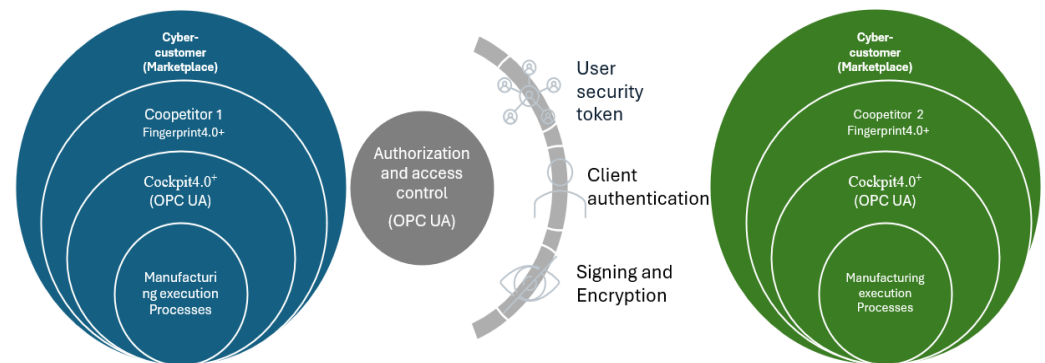 Cyber-
customer
(Marketplace)
Coopetitor 1
Fingerprint4.0+
Cockpit4.0⁺
(OPC UA)
Manufacturi
ng execution
Processes
Authorization
and access
control
(OPC UA)
User
security
token
Client
authentication
Signing and
Encryption
Cyber-
customer
(Marketplace)
Coopetitor 2
Fingerprint4.0+
Cockpit4.0⁺
(OPC UA)
Manufacturing
execution
Processes